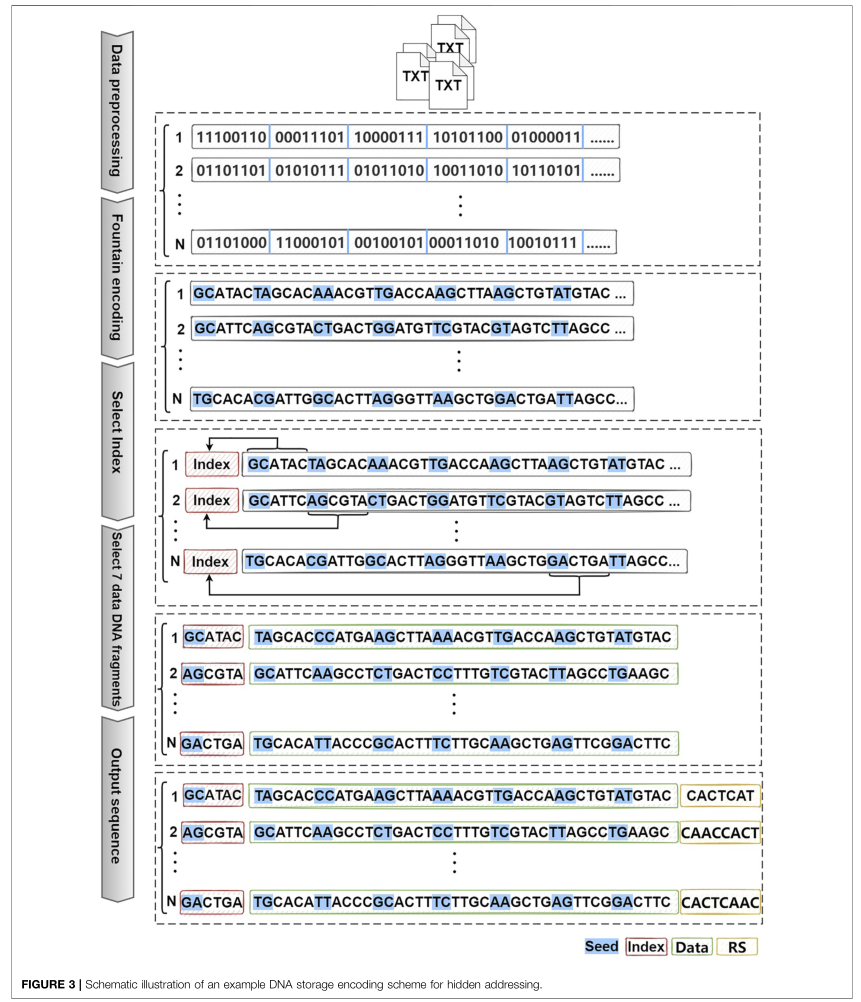 TXT
TXT
TXT
Data preprocessing
1 11100110 00011101 10000111 10101100 01000011 ......
2 01101101 01010111 01011010 10011010 10110101 ......
N 01101000 11000101 00100101 00011010 10010111 ......
Fountain encoding
1 GCATACTAGCACAAACGTTGACCAAGCTTAAGCTGTATGTAC ...
2 GCATTCAGCGTACTGACTGGATGTTCGTACGTAGTCTTAGCC ...
N TGCACACGATTGGCACTTAGGGTTAAGCTGGACTGATTAGCC...
Select Index
1 Index GCATACTAGCACAAACGTTGACCAAGCTTAAGCTGTATGTAC ...
2 Index GCATTCAGCGTACTGACTGGATGTTCGTACGTAGTCTTAGCC ...
N Index TGCACACGATTGGCACTTAGGGTTAAGCTGGACTGATTAGCC...
Select 7 data DNA fragments
1 GCATAC TAGCACCCATGAAGCTTAAAACGTTGACCAAGCTGTATGTAC
2 AGCGTA GCATTCAAGCCTCTGACTCCTTTGTCGTACTTAGCCTGAAGC
N GACTGA TGCACATTACCCGCACTTTCTTGCAAGCTGAGTTCGGACTTC
Output sequence
1 GCATAC TAGCACCCATGAAGCTTAAAACGTTGACCAAGCTGTATGTAC CACTCAT
2 AGCGTA GCATTCAAGCCTCTGACTCCTTTGTCGTACTTAGCCTGAAGC CAACCACT
N GACTGA TGCACATTACCCGCACTTTCTTGCAAGCTGAGTTCGGACTTC CACTCAAC
Seed Index Data RS
FIGURE 3 | Schematic illustration of an example DNA storage encoding scheme for hidden addressing.